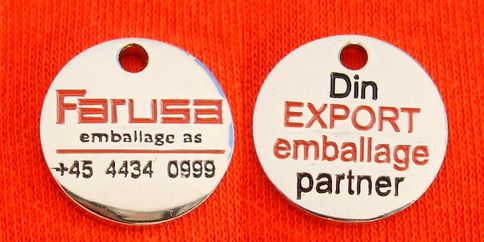 Farusa
emballage as
+45 4434 0999
Din
EXPORT
emballage
partner